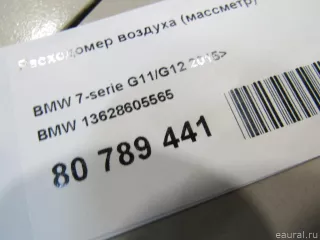 Расходомер воздуха (массметр)
BMW 7-serie G11/G12 2015>
BMW 13628605565
80 789 441
eaural.ru